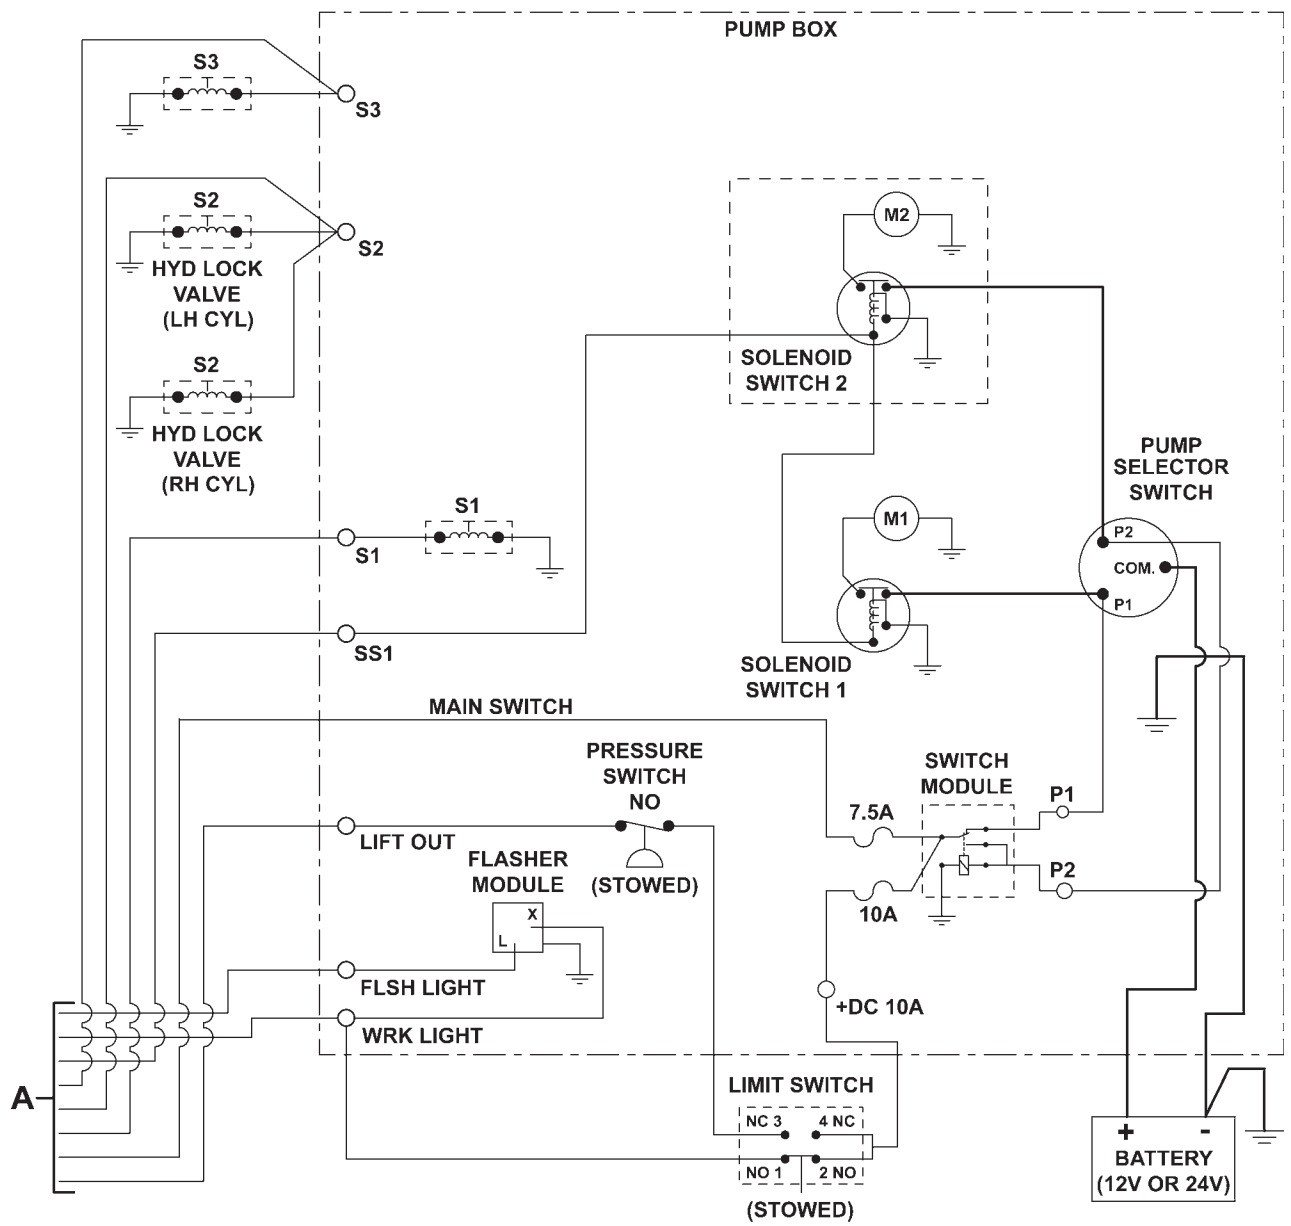 PUMP BOX
S3
S3
S2
S2
HYD LOCK
VALVE
(LH CYL)
M2
SOLENOID
SWITCH 2
S2
HYD LOCK
VALVE
(RH CYL)
PUMP
SELECTOR
SWITCH
S1
S1
M1
P2
COM.
P1
SS1
SOLENOID
SWITCH 1
MAIN SWITCH
PRESSURE
SWITCH
NO
SWITCH
MODULE
P1
7.5A
LIFT OUT
FLASHER
MODULE
(STOWED)
P2
10A
X
L
FLSH LIGHT
+DC 10A
WRK LIGHT
A
LIMIT SWITCH
NC 3
4 NC
NO 1
2 NO
(STOWED)
+
-
BATTERY
(12V OR 24V)